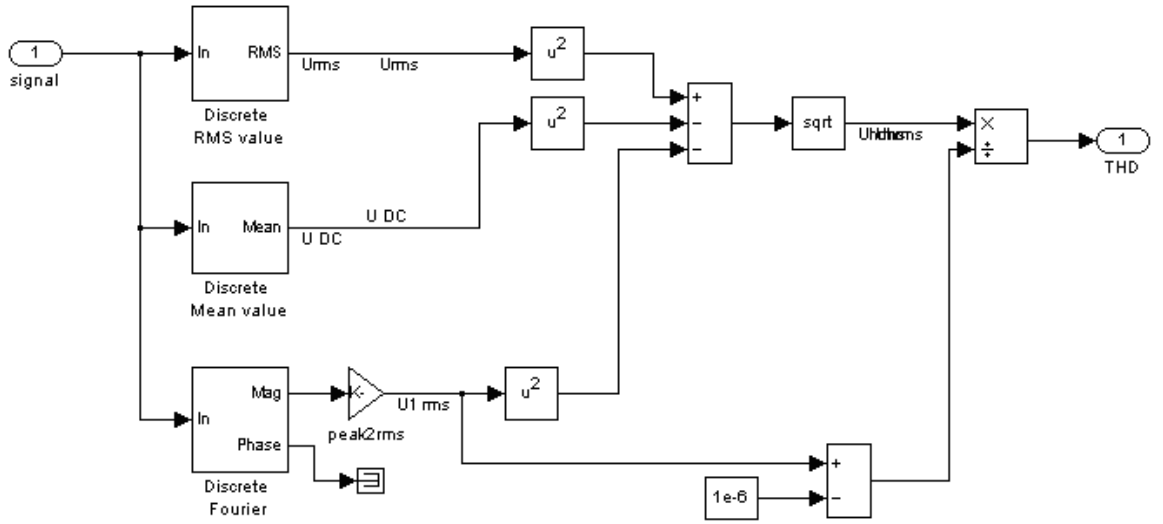 1
signal
In RMS
Discrete
RMS value
Urms Urms
u2
u2
+
−
−
sqrt
×
÷
1
THD
In Mean
Discrete
Mean value
U DC
U DC
In
Mag
Phase
Discrete
Fourier
K-
peak2rms
U1 rms
u2
1e-6
+
−